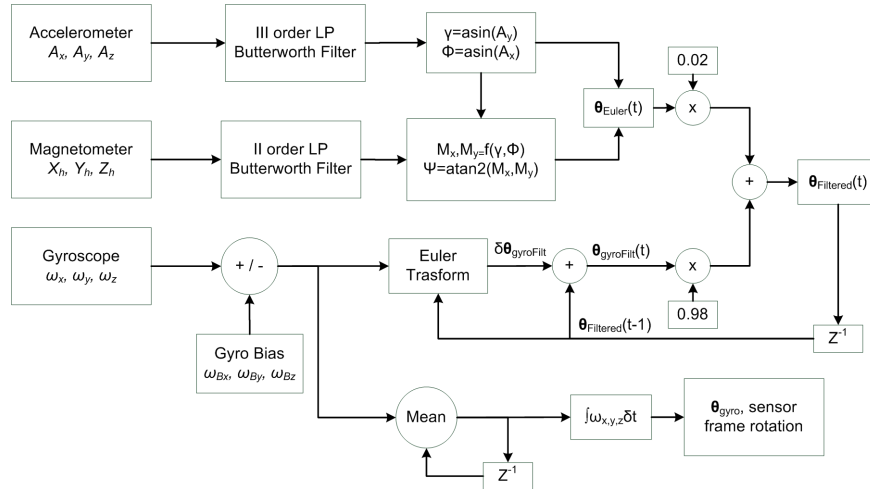 Accelerometer
Ax, Ay, Az
III order LP
Butterworth Filter
γ=asin(Ay)
Φ=asin(Ax)
0.02
θEuler(t)
x
Magnetometer
Xh, Yh, Zh
II order LP
Butterworth Filter
Mx,My=f(γ,Φ)
Ψ=atan2(Mx,My)
+
θFiltered(t)
Gyroscope
ωx, ωy, ωz
+ / -
Euler
Trasform
δθgyroFilt
+
θgyroFilt(t)
x
0.98
θFiltered(t-1)
Z-1
Gyro Bias
ωBx, ωBy, ωBz
Mean
∫ωx,y,zδt
θgyro, sensor
frame rotation
Z-1